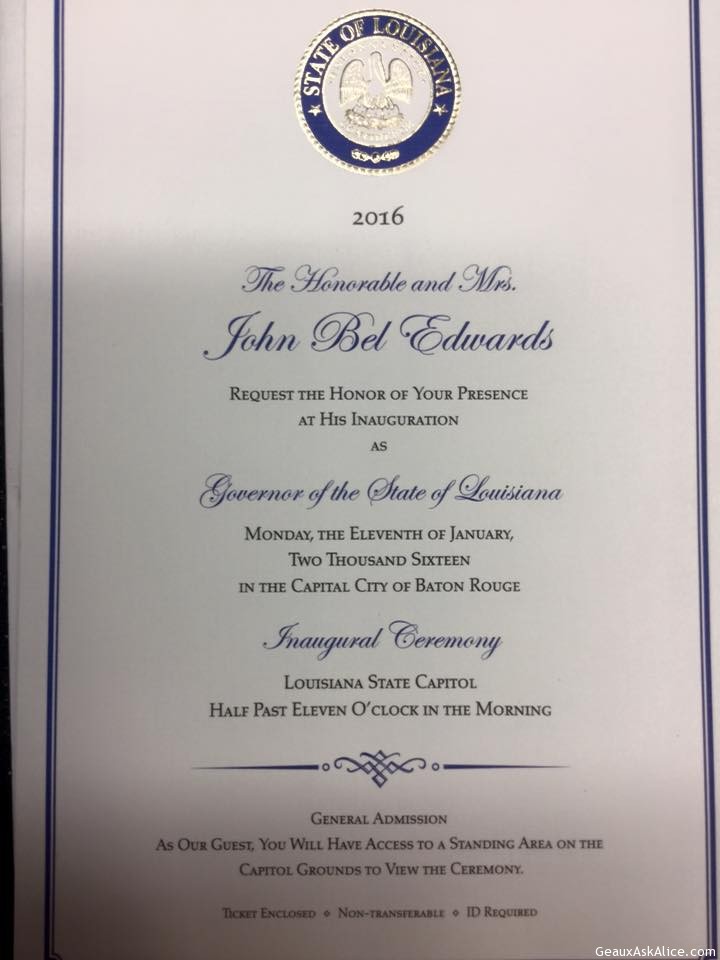 STATE OF LOUISIANA
2016
The Honorable and Mrs.
John Bel Edwards
Request the Honor of Your Presence
at His Inauguration
as
Governor of the State of Louisiana
Monday, the Eleventh of January,
Two Thousand Sixteen
in the Capital City of Baton Rouge
Inaugural Ceremony
Louisiana State Capitol
Half Past Eleven O'clock in the Morning
General Admission
As Our Guest, You Will Have Access to a Standing Area on the
Capitol Grounds to View the Ceremony.
Ticket Enclosed ⋄ Non-transferable ⋄ ID Required
GeauxAskAlice.com